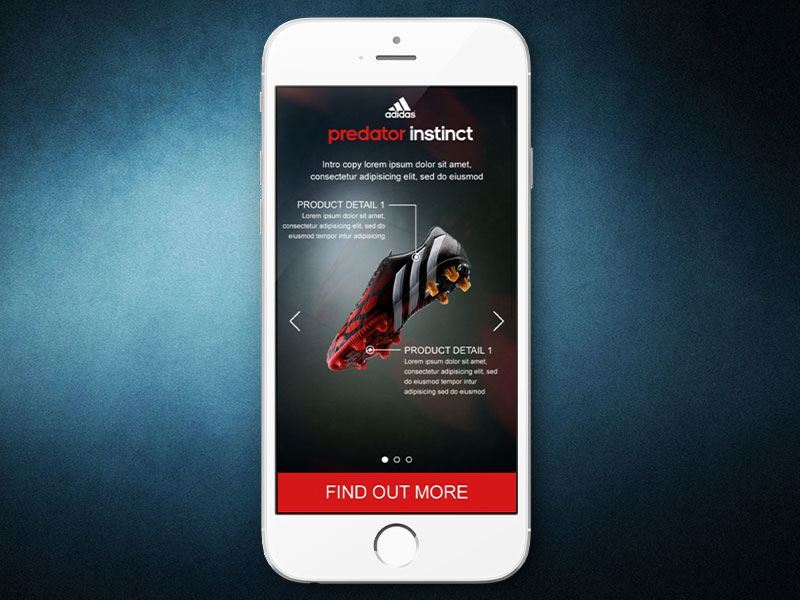 adidas
predator instinct
Intro copy lorem ipsum dolor sit amet,
consectetur adipisicing elit, sed do eiusmod
PRODUCT DETAIL 1
Lorem ipsum dolor sit amet,
consectetur adipisicing elit, sed do
eiusmod tempor intur adipisicing
PRODUCT DETAIL 1
Lorem ipsum dolor sit amet,
consectetur adipisicing elit, sed
do eiusmod tempor intur
adipisicing eiusmod
FIND OUT MORE